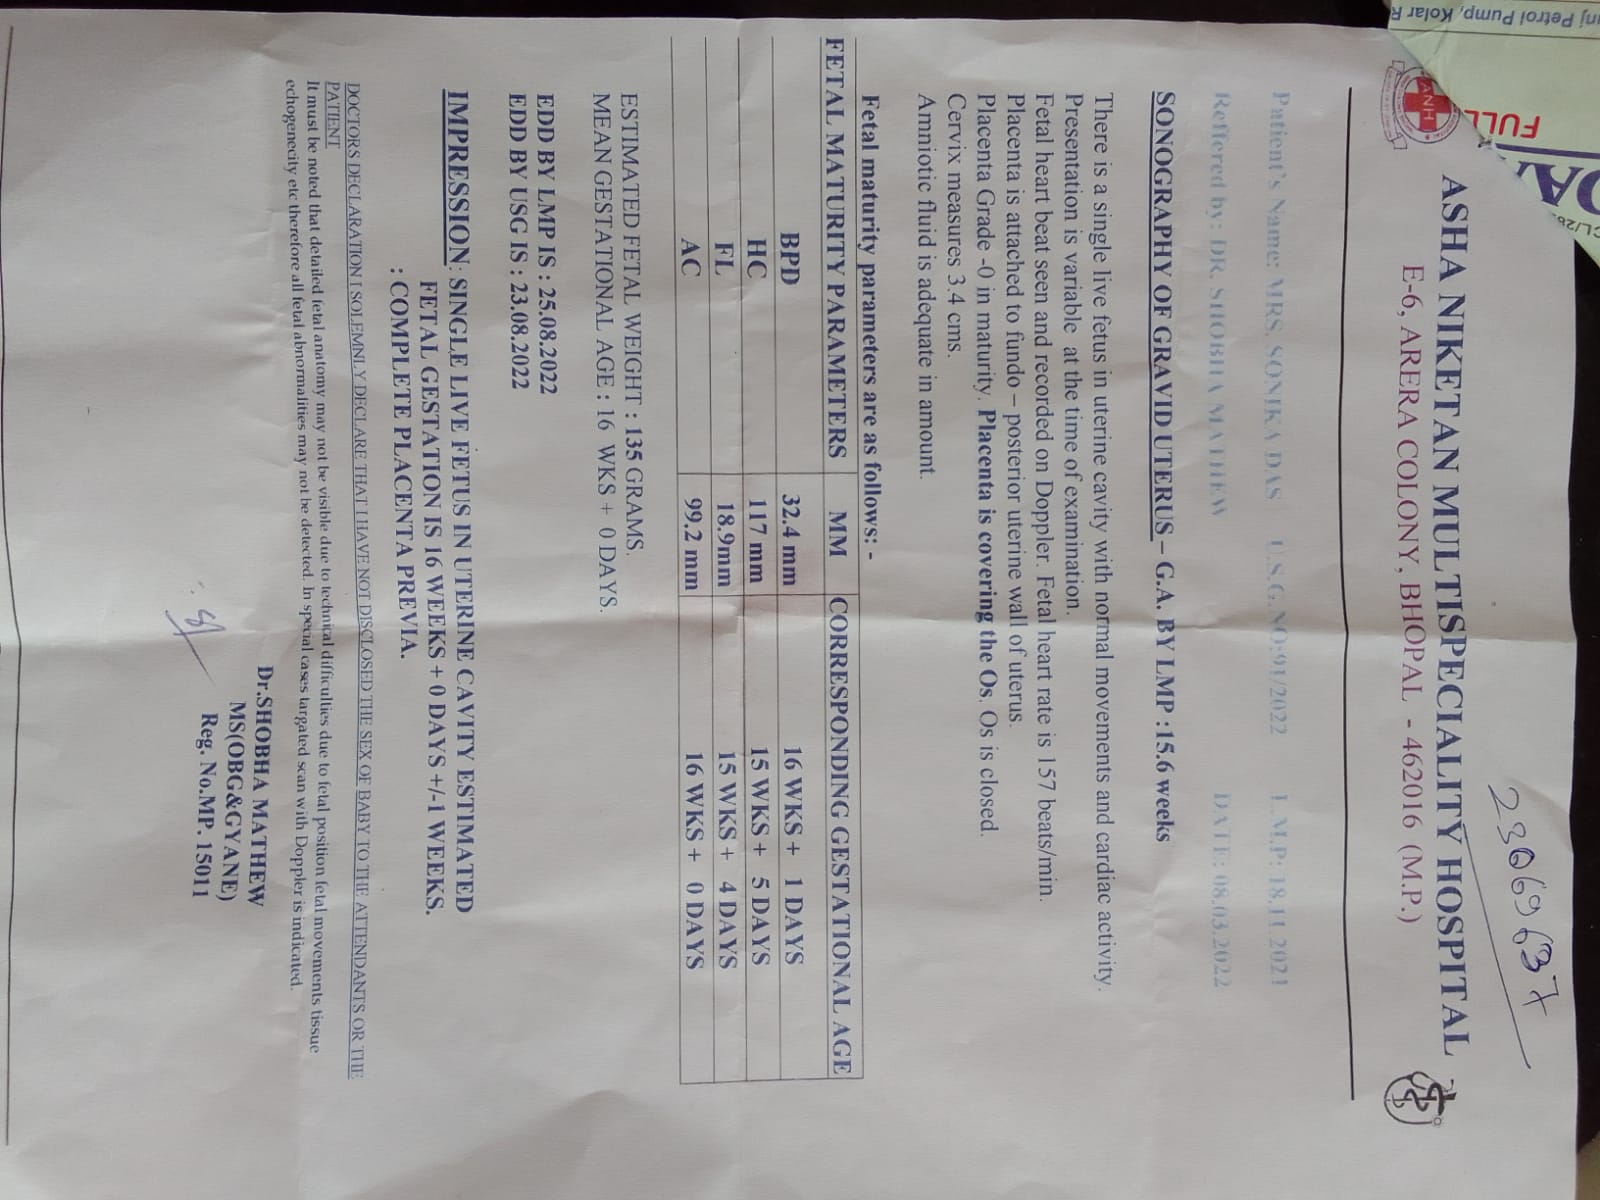 23069637
ANH
ASHA NIKETAN MULTISPECIALITY HOSPITAL
E-6, ARERA COLONY, BHOPAL - 462016 (M.P.)
Patient's Name: MRS. SONIKA DAS U.S.G. NO:91/2022 L.M.P: 18.11.2021
Reffered by: DR. SHOBHA MATHEW DATE: 08.03.2022
SONOGRAPHY OF GRAVID UTERUS – G.A. BY LMP : 15.6 weeks
There is a single live fetus in uterine cavity with normal movements and cardiac activity.
Presentation is variable at the time of examination.
Fetal heart beat seen and recorded on Doppler. Fetal heart rate is 157 beats/min.
Placenta is attached to fundo – posterior uterine wall of uterus.
Placenta Grade -0 in maturity. Placenta is covering the Os. Os is closed.
Cervix measures 3.4 cms.
Amniotic fluid is adequate in amount.
Fetal maturity parameters are as follows: -
FETAL MATURITY PARAMETERS MM CORRESPONDING GESTATIONAL AGE
BPD 32.4 mm 16 WKS + 1 DAYS
HC 117 mm 15 WKS + 5 DAYS
FL 18.9mm 15 WKS + 4 DAYS
AC 99.2 mm 16 WKS + 0 DAYS
ESTIMATED FETAL WEIGHT : 135 GRAMS.
MEAN GESTATIONAL AGE : 16 WKS + 0 DAYS.
EDD BY LMP IS : 25.08.2022
EDD BY USG IS : 23.08.2022
IMPRESSION: SINGLE LIVE FETUS IN UTERINE CAVITY ESTIMATED
FETAL GESTATION IS 16 WEEKS + 0 DAYS +/-1 WEEKS.
: COMPLETE PLACENTA PREVIA.
DOCTORS DECLARATION I SOLEMNLY DECLARE THAT I HAVE NOT DISCLOSED THE SEX OF BABY TO THE ATTENDANTS OR THE
PATIENT
It must be noted that detailed fetal anatomy may not be visible due to technical difficulties due to fetal position fetal movements tissue
echogenecity etc therefore all fetal abnormalities may not be detected. In special cases targated scan with Doppler is indicated.
Dr.SHOBHA MATHEW
MS(OBG&GYANE)
Reg. No.MP. 15011
Petrol Pump, Kolar R
FULL